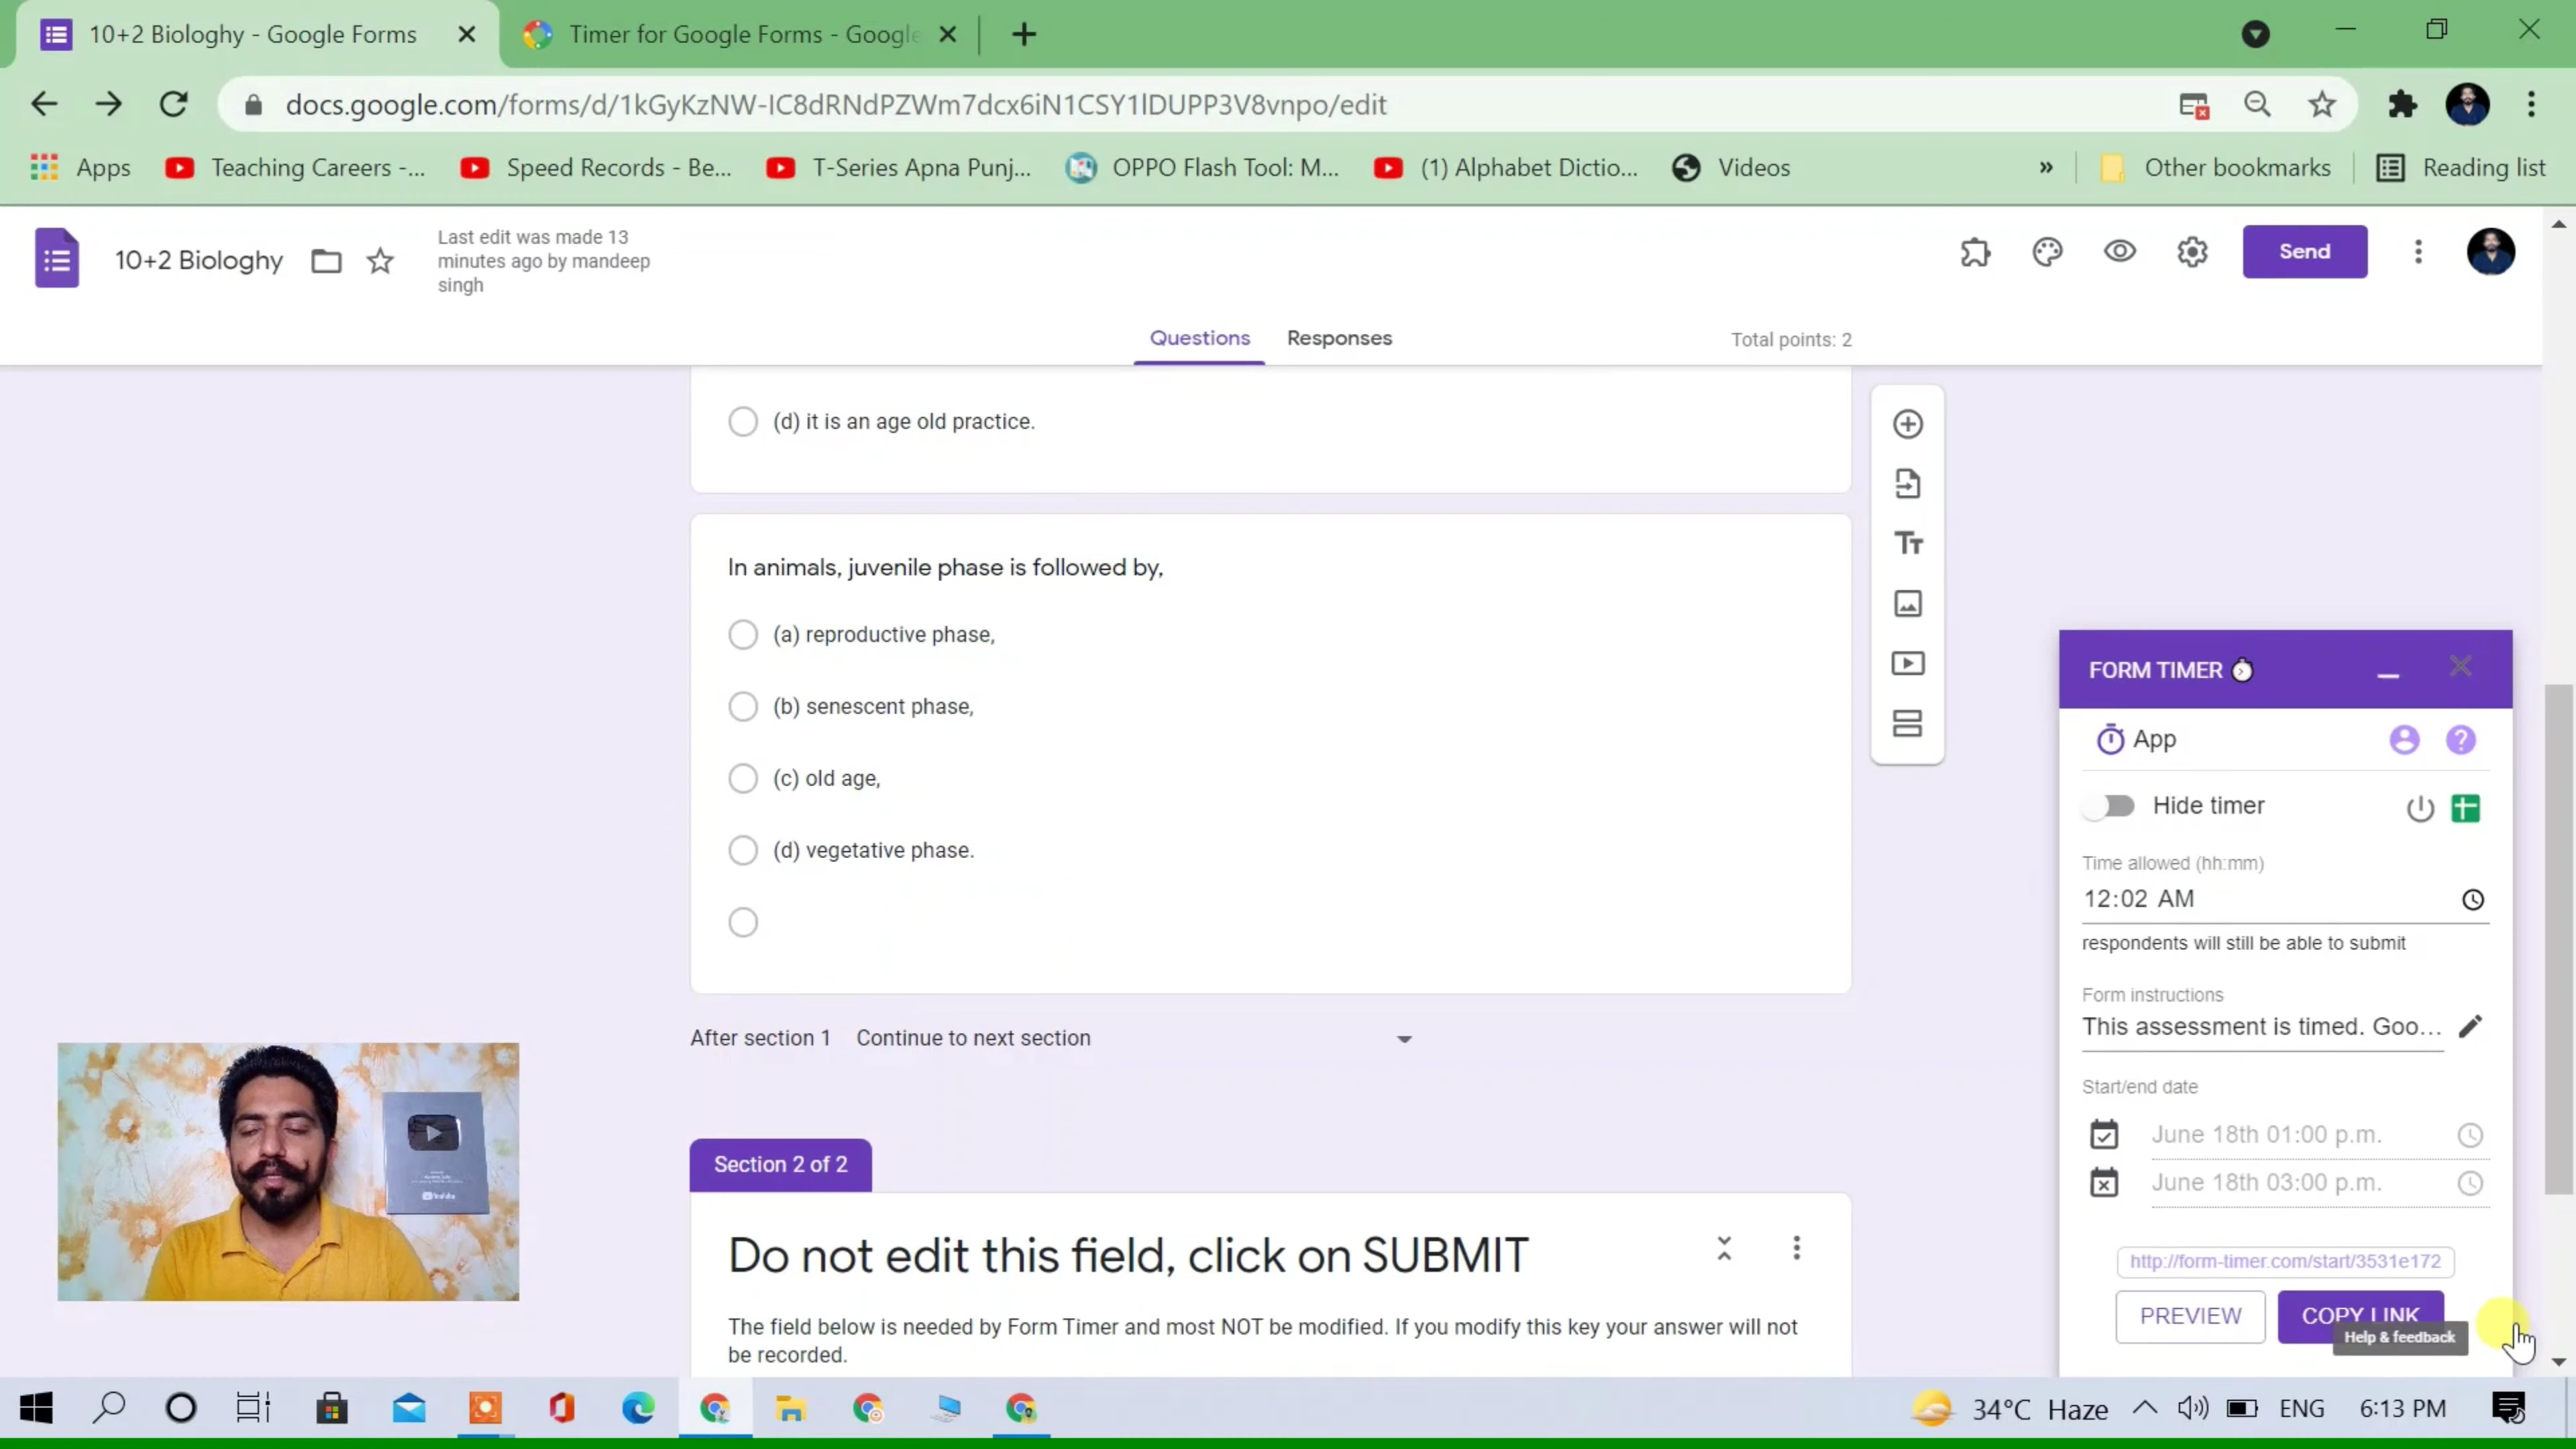 10+2 Biologhy - Google Forms
Timer for Google Forms - Google
docs.google.com/forms/d/1kGyKzNW-IC8dRNdPZWm7dcx6iN1CSY1lDUPP3V8vnpo/edit
Apps
Teaching Careers -...
Speed Records - Be...
T-Series Apna Punj...
OPPO Flash Tool: M...
(1) Alphabet Dictio...
Videos
»
Other bookmarks
Reading list
10+2 Biologhy
Last edit was made 13
minutes ago by mandeep
singh
Send
Questions
Responses
Total points: 2
(d) it is an age old practice.
In animals, juvenile phase is followed by,
(a) reproductive phase,
(b) senescent phase,
(c) old age,
(d) vegetative phase.
After section 1 Continue to next section
Section 2 of 2
Do not edit this field, click on SUBMIT
The field below is needed by Form Timer and most NOT be modified. If you modify this key your answer will not
be recorded.
FORM TIMER
App
Hide timer
Time allowed (hh:mm)
12:02 AM
respondents will still be able to submit
Form instructions
This assessment is timed. Goo...
Start/end date
June 18th 01:00 p.m.
June 18th 03:00 p.m.
http://form-timer.com/start/3531e172
PREVIEW
COPY LINK
Help & feedback
YouTube
34°C Haze
ENG
6:13 PM